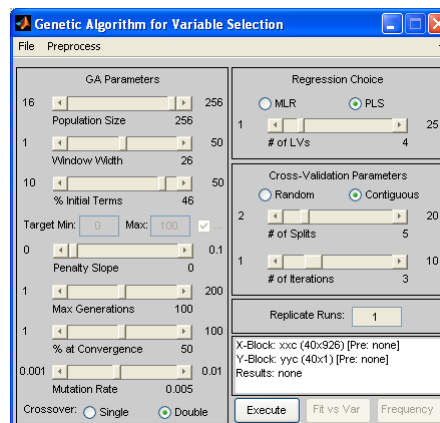 Genetic Algorithm for Variable Selection
File Preprocess
GA Parameters
16 256
Population Size 256
1 50
Window Width 26
10 50
% Initial Terms 46
Target Min: 0 Max: 100 ...
0 0.1
Penalty Slope 0
1 200
Max Generations 100
1 100
% at Convergence 50
0.001 0.01
Mutation Rate 0.005
Crossover: Single Double
Regression Choice
MLR PLS
1 25
# of LVs 4
Cross-Validation Parameters
Random Contiguous
2 20
# of Splits 5
1 10
# of Iterations 3
Replicate Runs: 1
X-Block: xxc (40x926) [Pre: none]
Y-Block: yyc (40x1) [Pre: none]
Results: none
Execute Fit vs Var Frequency